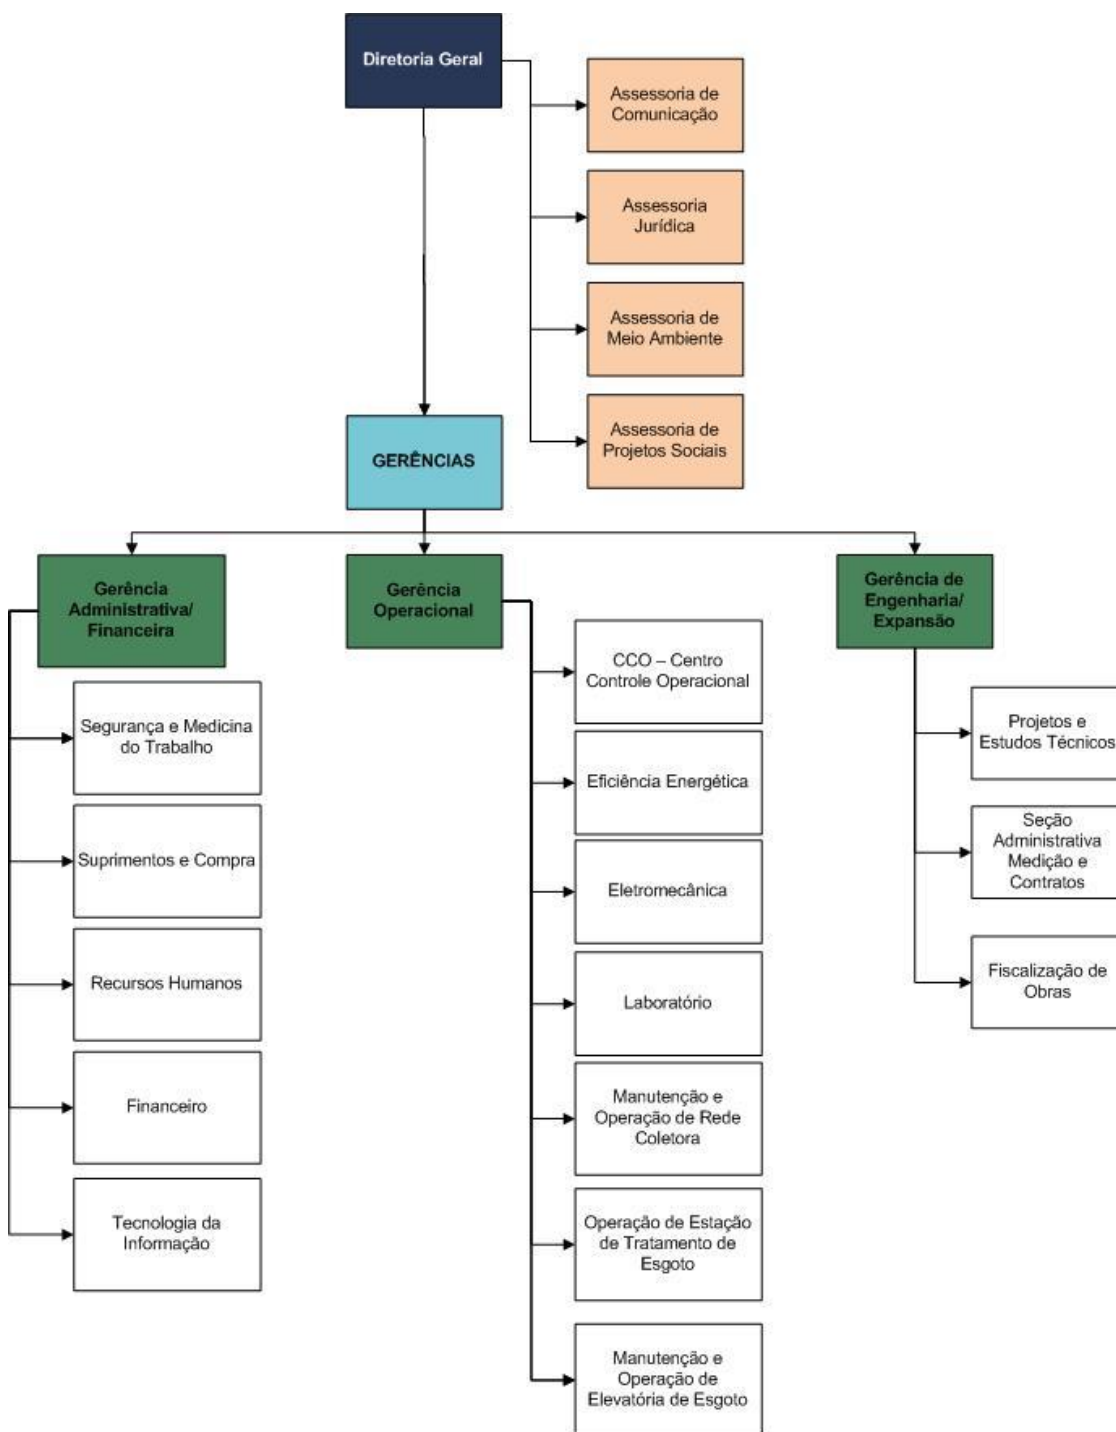 Diretoria Geral
Assessoria de
Comunicação
Assessoria
Jurídica
Assessoria de
Meio Ambiente
Assessoria de
Projetos Sociais
GERÊNCIAS
Gerência
Administrativa/
Financeira
Segurança e Medicina
do Trabalho
Suprimentos e Compra
Recursos Humanos
Financeiro
Tecnologia da
Informação
Gerência
Operacional
CCO – Centro
Controle Operacional
Eficiência Energética
Eletromecânica
Laboratório
Manutenção e
Operação de Rede
Coletora
Operação de Estação
de Tratamento de
Esgoto
Manutenção e
Operação de
Elevatória de Esgoto
Gerência de
Engenharia/
Expansão
Projetos e
Estudos Técnicos
Seção
Administrativa
Medição e
Contratos
Fiscalização de
Obras